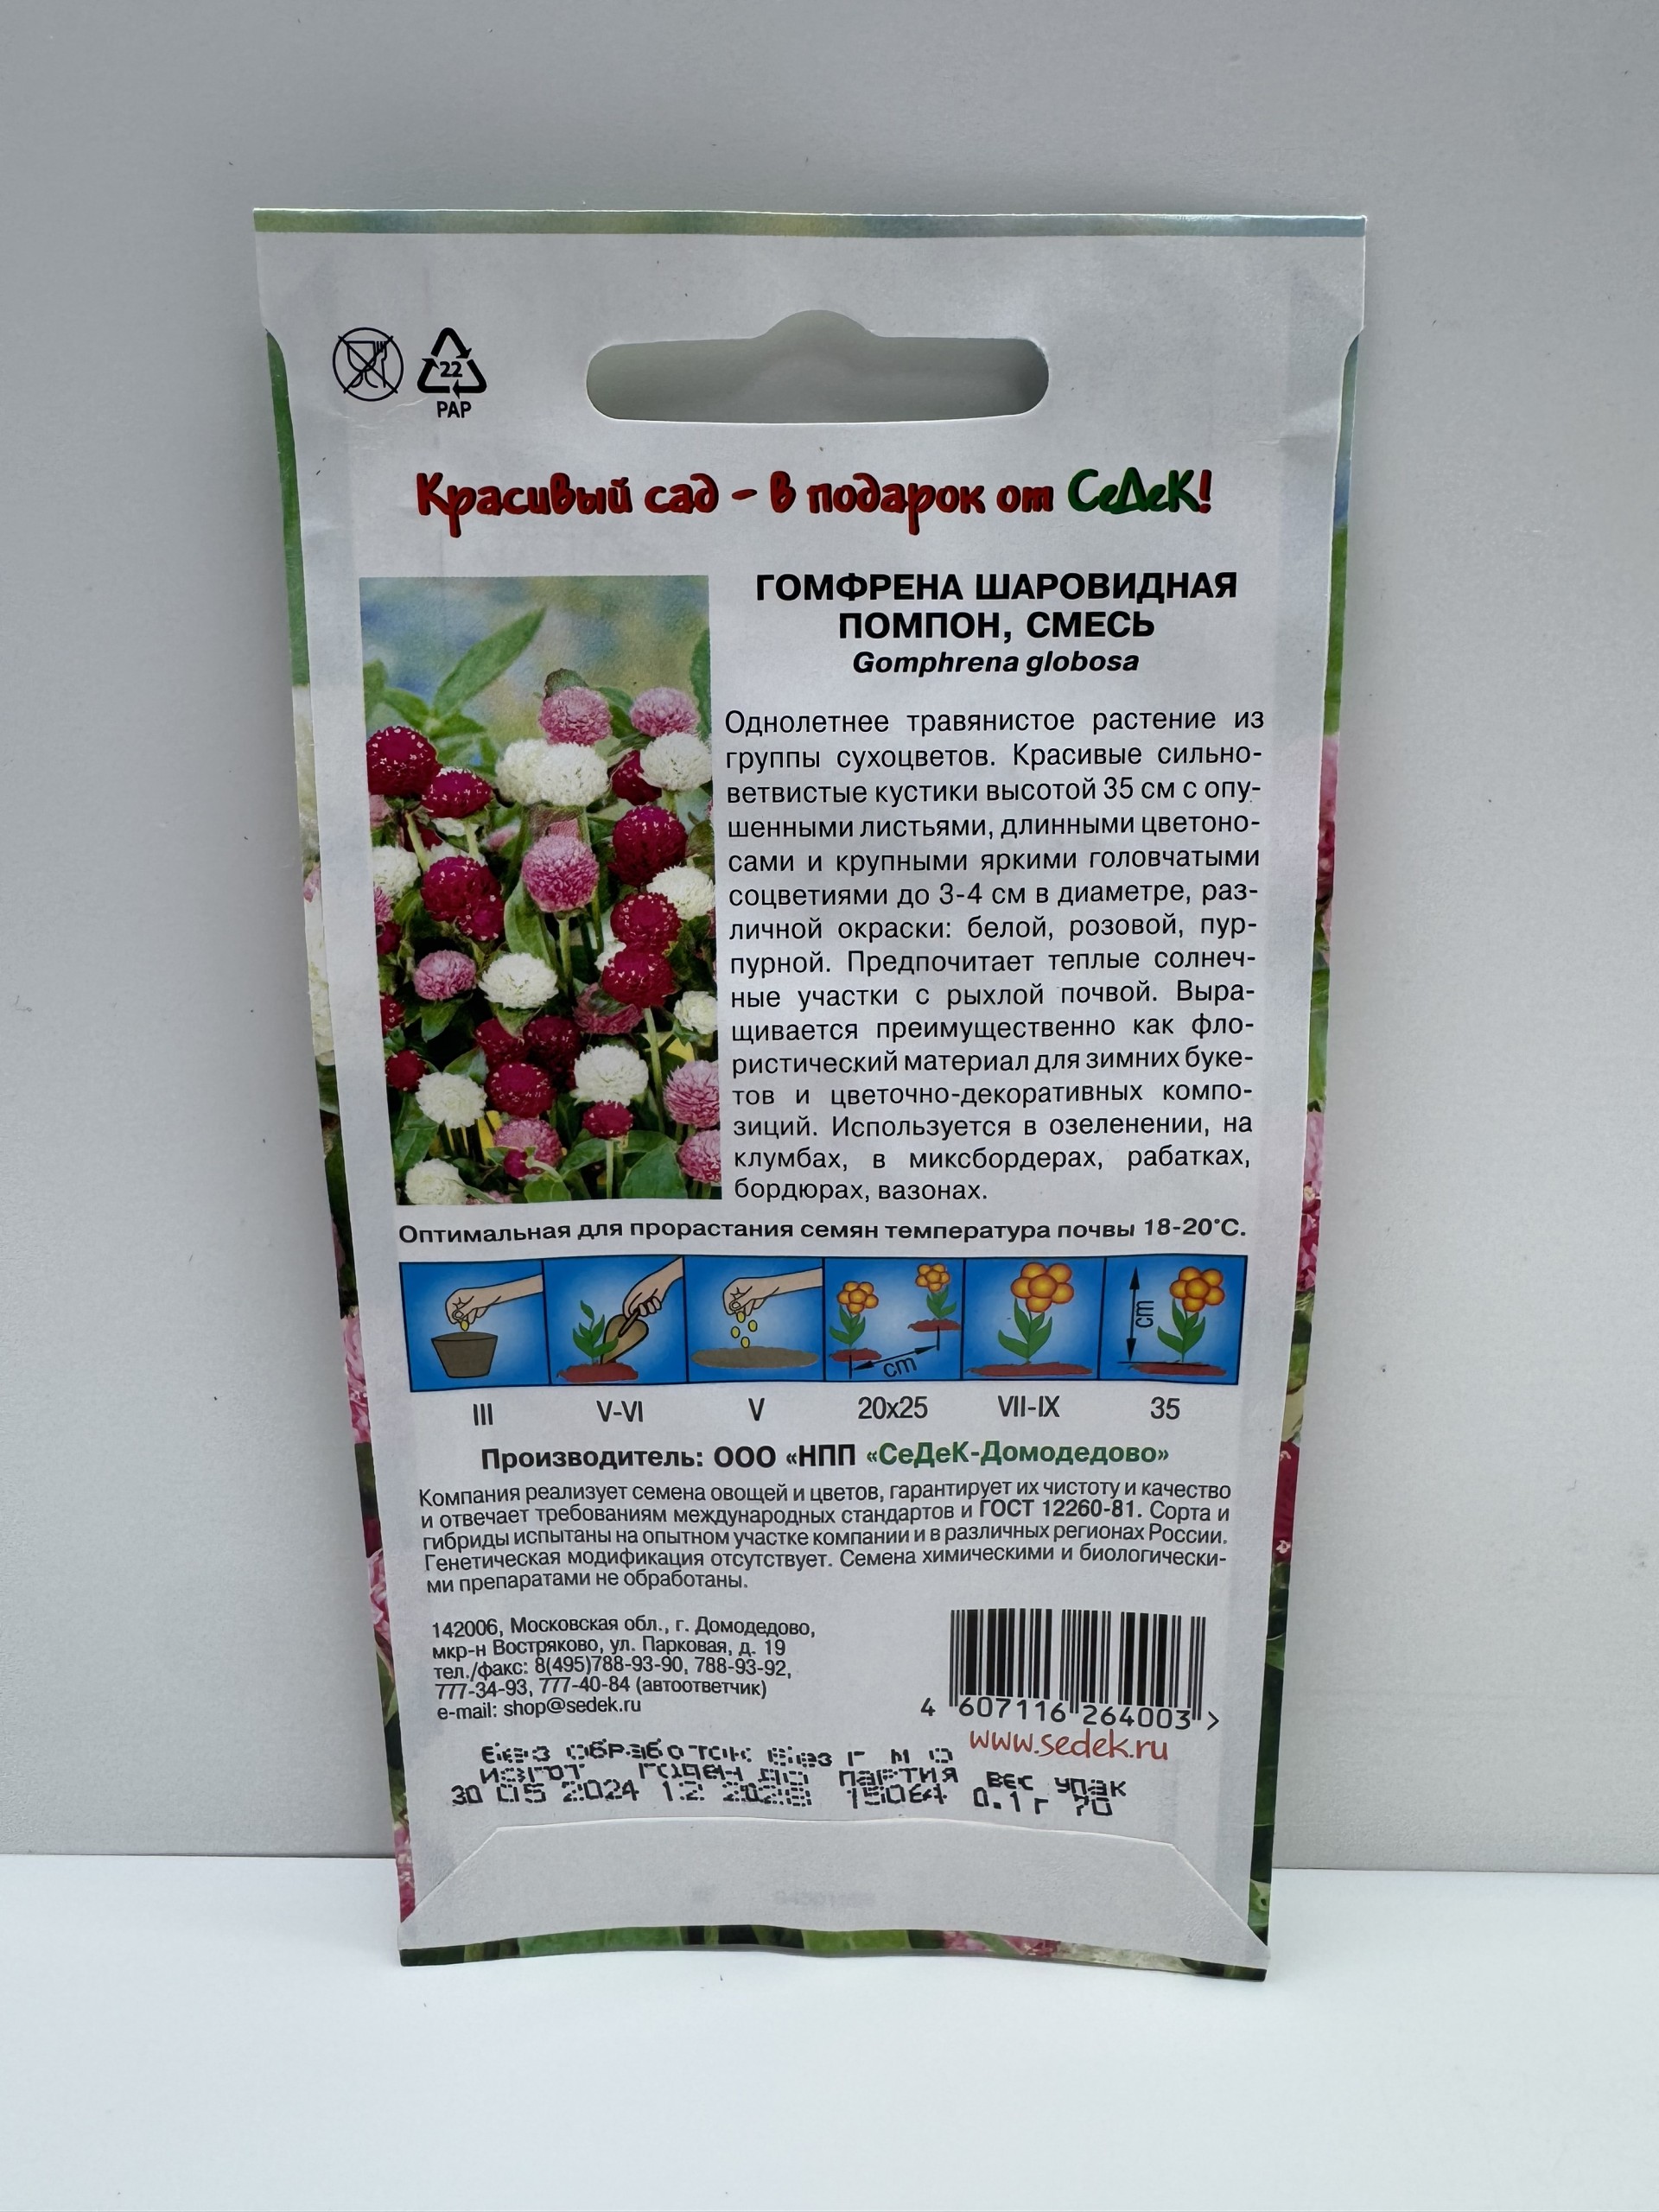 22
PAP
Красивый сад - в подарок от СеДеК!
ГОМФРЕНА ШАРОВИДНАЯ
ПОМПОН, СМЕСЬ
Gomphrena globosa
Однолетнее травянистое растение из
группы сухоцветов. Красивые сильно-
ветвистые кустики высотой 35 см с опу-
шенными листьями, длинными цветоно-
сами и крупными яркими головчатыми
соцветиями до 3-4 см в диаметре, раз-
личной окраски: белой, розовой, пур-
пурной. Предпочитает теплые солнеч-
ные участки с рыхлой почвой. Выра-
щивается преимущественно как фло-
ристический материал для зимних буке-
тов и цветочно-декоративных компо-
зиций. Используется в озеленении, на
клумбах, в миксбордерах, рабатках,
бордюрах, вазонах.
Оптимальная для прорастания семян температура почвы 18-20°С.
cm cm
III V-VI V 20x25 VII-IX 35
Производитель: ООО «НПП «СеДеК-Домодедово»
Компания реализует семена овощей и цветов, гарантирует их чистоту и качество
и отвечает требованиям международных стандартов и ГОСТ 12260-81. Сорта и
гибриды испытаны на опытном участке компании и в различных регионах России.
Генетическая модификация отсутствует. Семена химическими и биологически-
ми препаратами не обработаны.
142006, Московская обл., г. Домодедово,
мкр-н Востряково, ул. Парковая, д. 19
тел./факс: 8(495)788-93-90, 788-93-92,
777-34-93, 777-40-84 (автоответчик)
e-mail: shop@sedek.ru
4 607116 264003 >
www.sedek.ru
Без обработок Без Г М О
ИЗГОТ ГОДЕН ДО ПАРТИЯ ВЕС УПАК
30 05 2024 12 2028 15064 0.1г 70